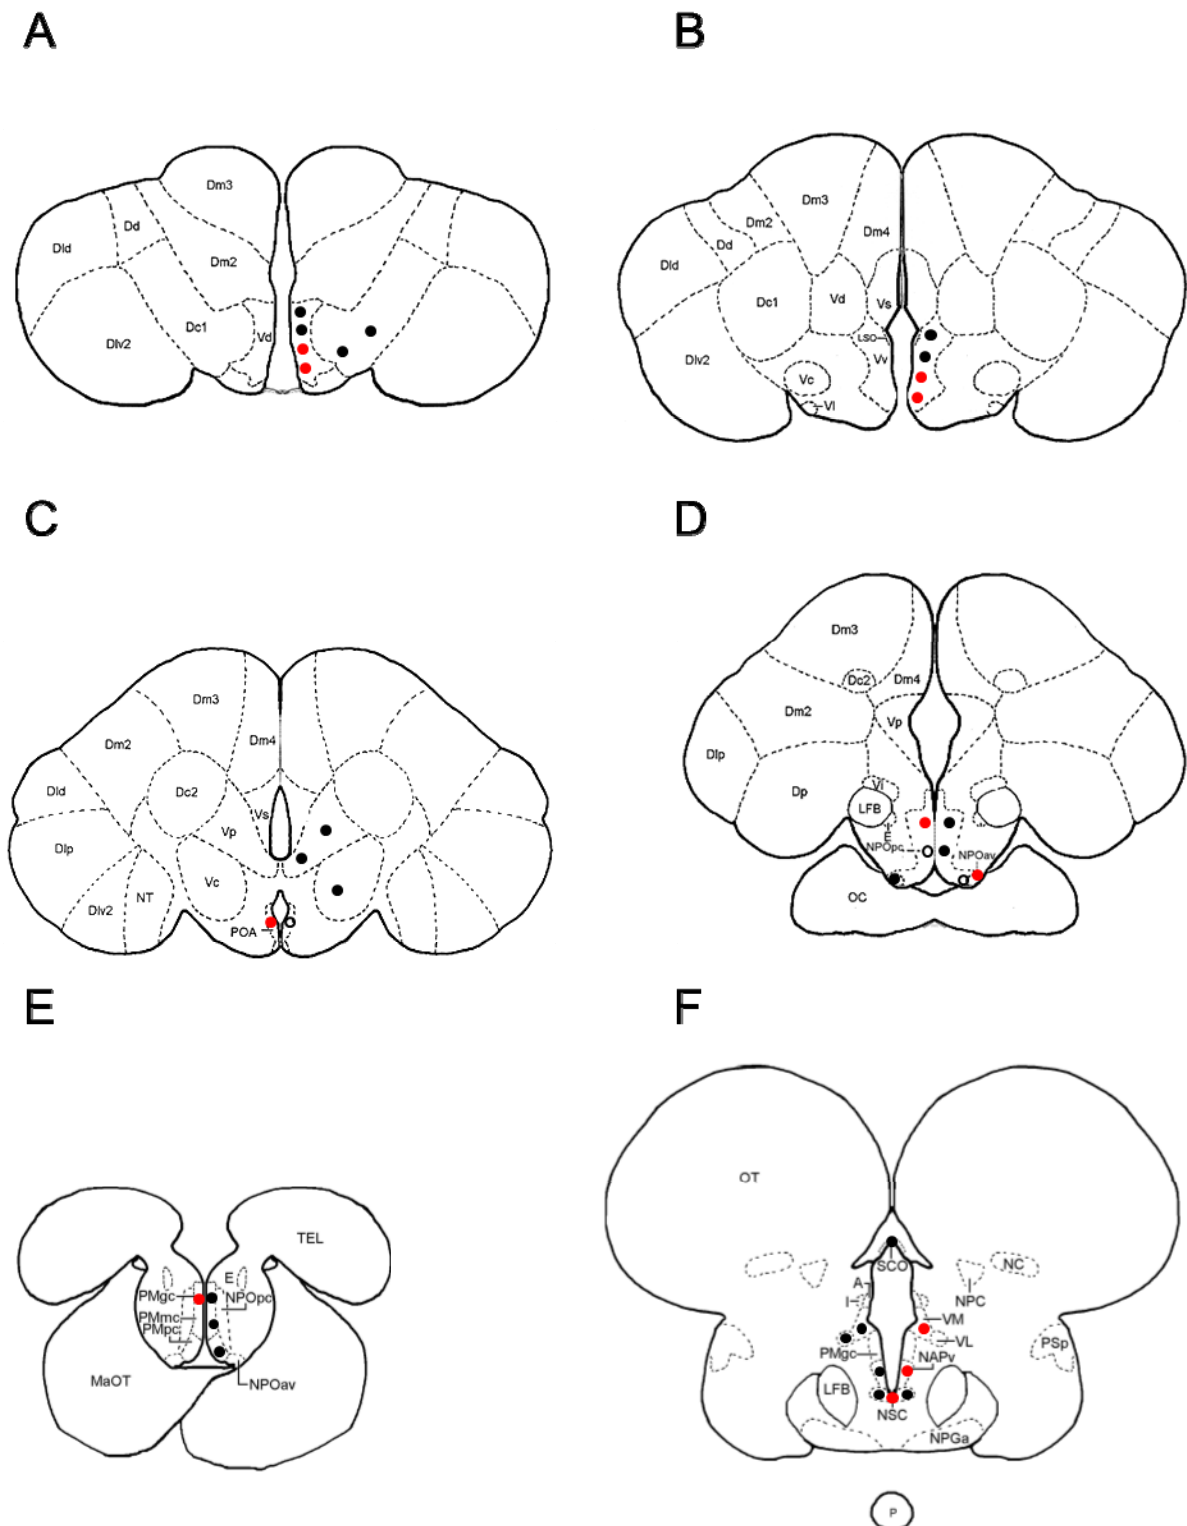 A
B
Dm3
Dd
Dld
Dm2
Dc1
Vd
Dlv2
Dm3
Dm2
Dd
Dm4
Dld
Dc1
Vd
Vs
LSO
Vv
Dlv2
Vc
Vl
C
D
Dm3
Dm4
Dm2
Dld
Dc2
Vs
Dlp
Vp
Vc
NT
Dlv2
POA
Dm3
Dc2
Dm4
Dm2
Vp
Dlp
Dp
Vl
LFB
E
NPOpc
NPOav
OC
E
F
TEL
E
PMgc
NPOpc
PMmc
PMpc
MaOT
NPOav
OT
SCO
NC
A
I
NPC
VM
VL
PSp
PMgc
NAPv
LFB
NSC
NPGa
P